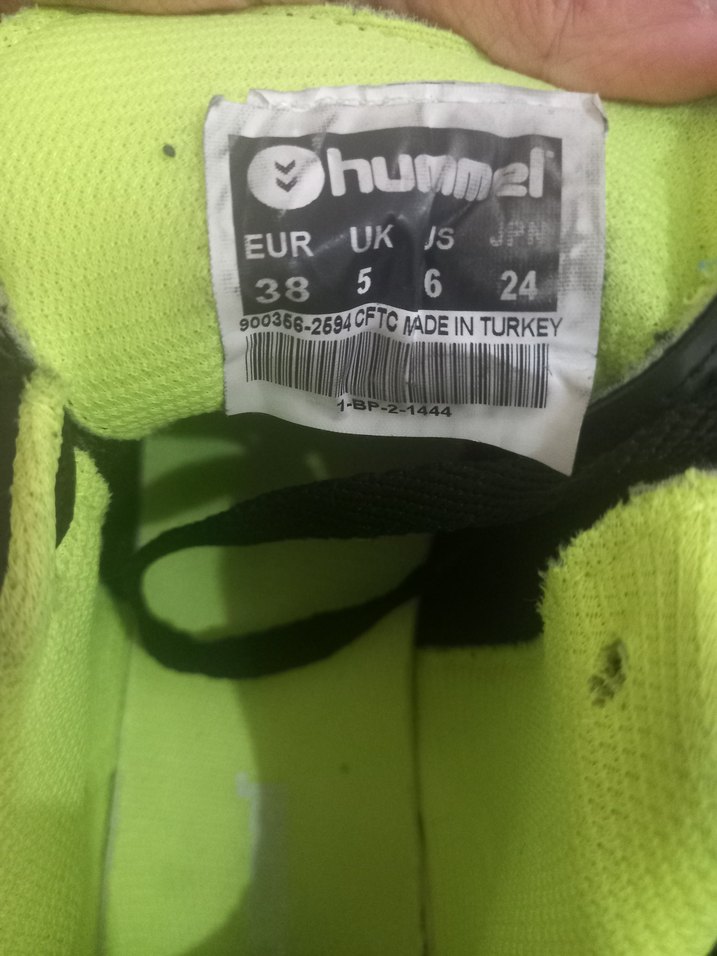 hummel
EUR UK US JPN
38 5 6 24
900356-2594 CFTC MADE IN TURKEY
1-BP-2-1444